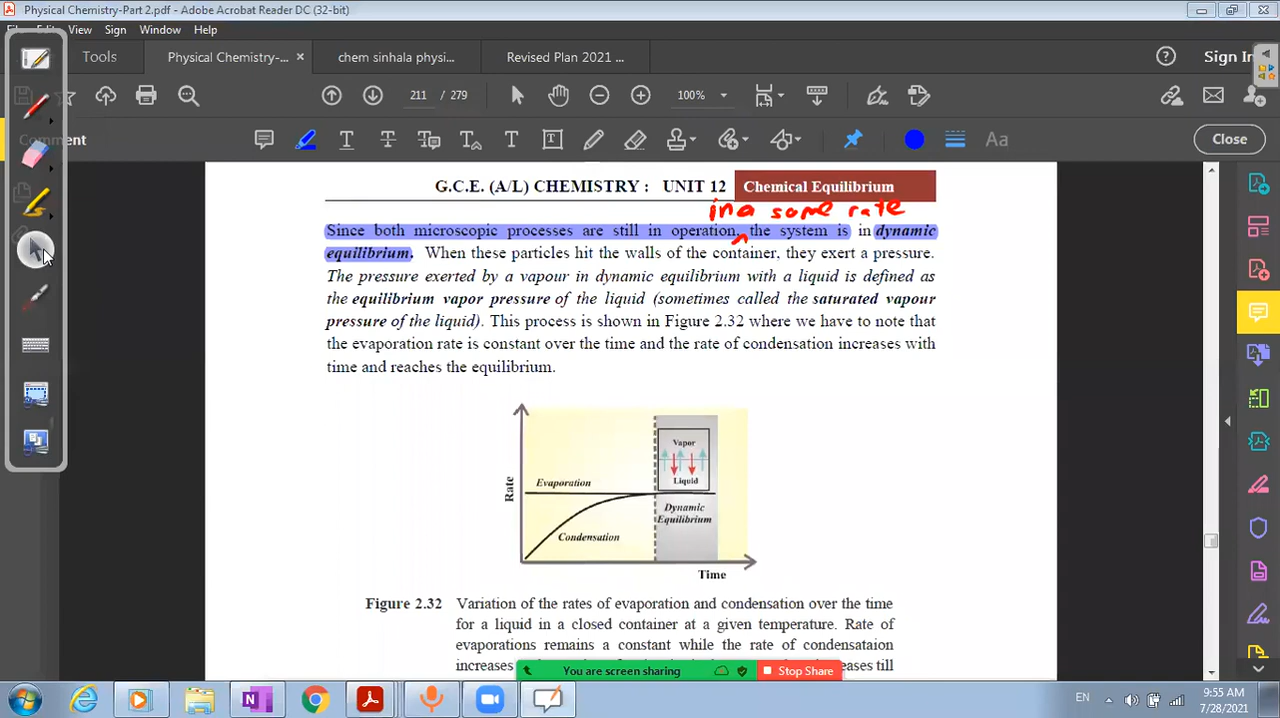 Physical Chemistry-Part 2.pdf - Adobe Acrobat Reader DC (32-bit)
View Sign Window Help
Tools Physical Chemistry-... × chem sinhala physi... Revised Plan 2021 ... Sign In
211 / 279 100%
Comment Close
G.C.E. (A/L) CHEMISTRY : UNIT 12 Chemical Equilibrium
in a same rate
Since both microscopic processes are still in operation, the system is in dynamic
equilibrium. When these particles hit the walls of the container, they exert a pressure.
The pressure exerted by a vapour in dynamic equilibrium with a liquid is defined as
the equilibrium vapor pressure of the liquid (sometimes called the saturated vapour
pressure of the liquid). This process is shown in Figure 2.32 where we have to note that
the evaporation rate is constant over the time and the rate of condensation increases with
time and reaches the equilibrium.
Vapor
Liquid
Evaporation
Rate
Dynamic
Equilibrium
Condensation
Time
Figure 2.32 Variation of the rates of evaporation and condensation over the time
for a liquid in a closed container at a given temperature. Rate of
evaporations remains a constant while the rate of condensataion
increases
eases till
You are screen sharing Stop Share
EN 9:55 AM
7/28/2021